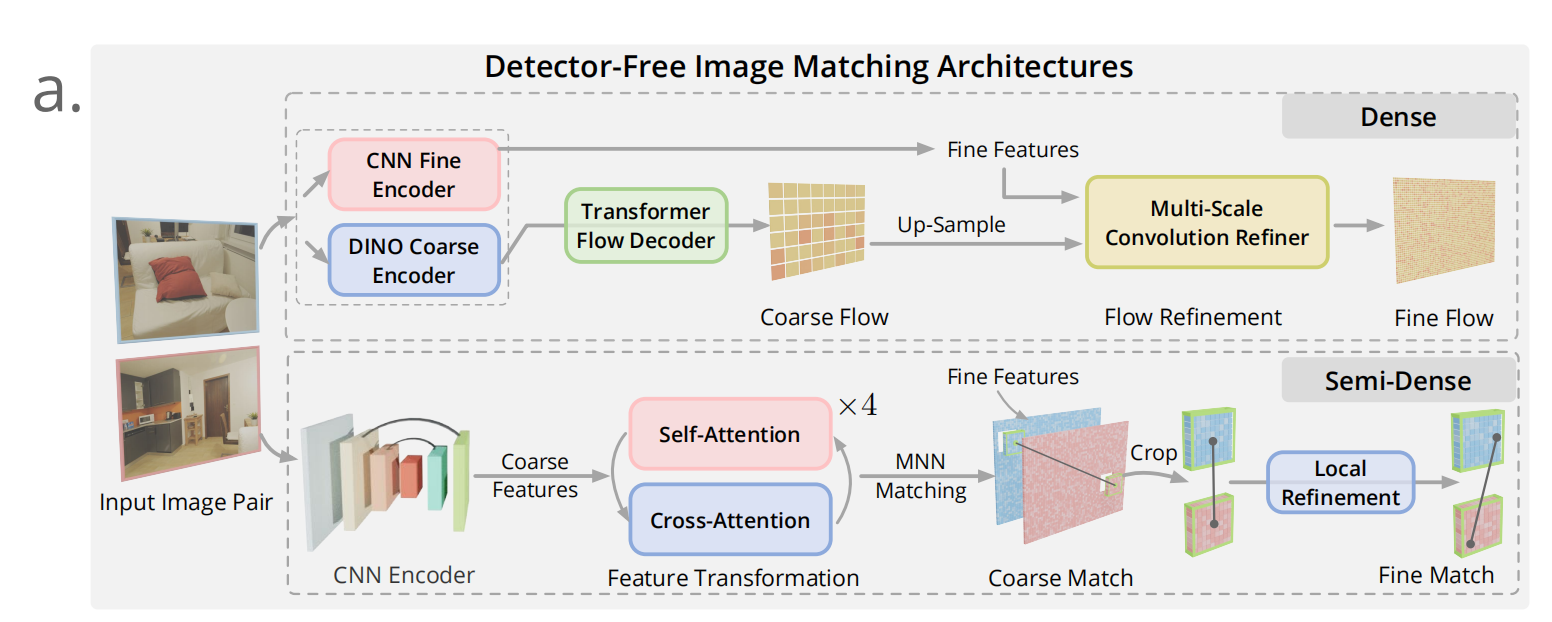 a.
Detector-Free Image Matching Architectures
Dense
CNN Fine
Encoder
DINO Coarse
Encoder
Transformer
Flow Decoder
Coarse Flow
Fine Features
Up-Sample
Multi-Scale
Convolution Refiner
Flow Refinement
Fine Flow
Input Image Pair
Semi-Dense
CNN Encoder
Coarse
Features
Self-Attention
×4
Cross-Attention
Feature Transformation
MNN
Matching
Fine Features
Coarse Match
Crop
Local
Refinement
Fine Match